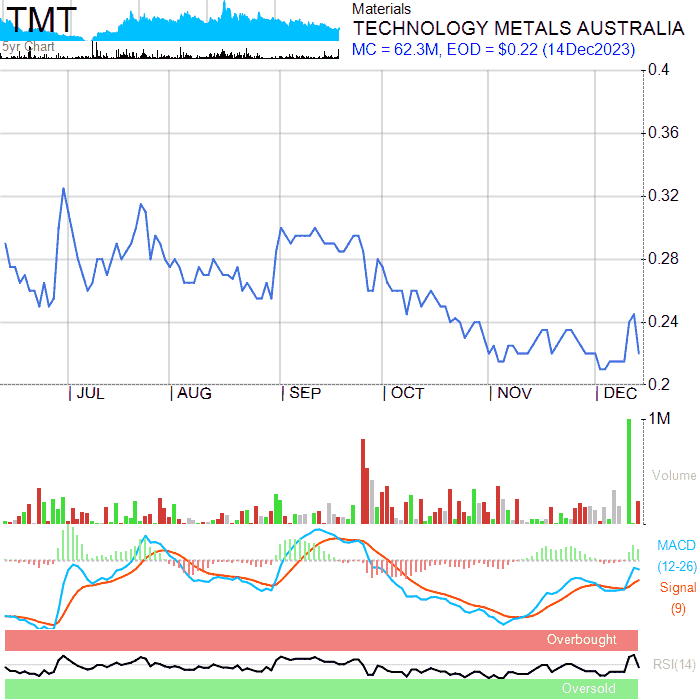 TMT
5yr Chart
Materials
TECHNOLOGY METALS AUSTRALIA
MC = 62.3M, EOD = $0.22 (14Dec2023)
0.4
0.36
0.32
0.28
0.24
0.2
JUL AUG SEP OCT NOV DEC
1M
Volume
MACD
(12-26)
Signal
(9)
Overbought
RSI(14)
Oversold